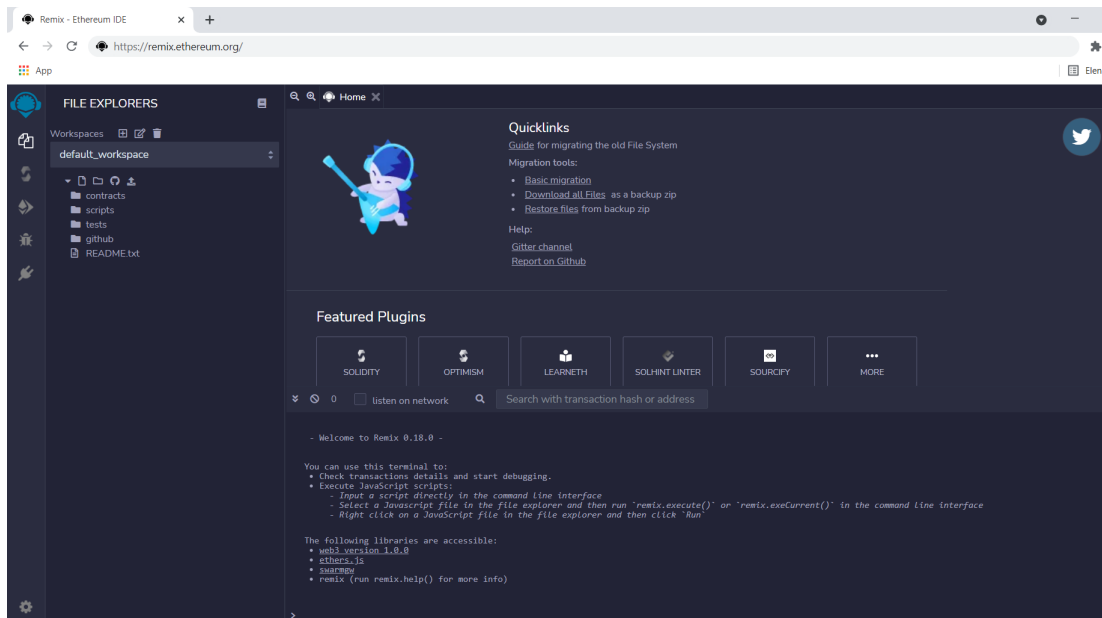 Remix - Ethereum IDE
https://remix.ethereum.org/
App
Elen
FILE EXPLORERS
Workspaces
default_workspace
contracts
scripts
tests
github
README.txt
Home
Quicklinks
Guide for migrating the old File System
Migration tools:
Basic migration
Download all Files as a backup zip
Restore files from backup zip
Help:
Gitter channel
Report on Github
Featured Plugins
SOLIDITY
OPTIMISM
LEARNETH
SOLHINT LINTER
SOURCIFY
MORE
0 listen on network Search with transaction hash or address
- Welcome to Remix 0.18.0 -
You can use this terminal to:
• Check transactions details and start debugging.
• Execute JavaScript scripts:
- Input a script directly in the command line interface
- Select a Javascript file in the file explorer and then run `remix.execute()` or `remix.exeCurrent()` in the command line interface
- Right click on a JavaScript file in the file explorer and then click `Run`
The following libraries are accessible:
• web3 version 1.0.0
• ethers.js
• swarmgw
• remix (run remix.help() for more info)
>